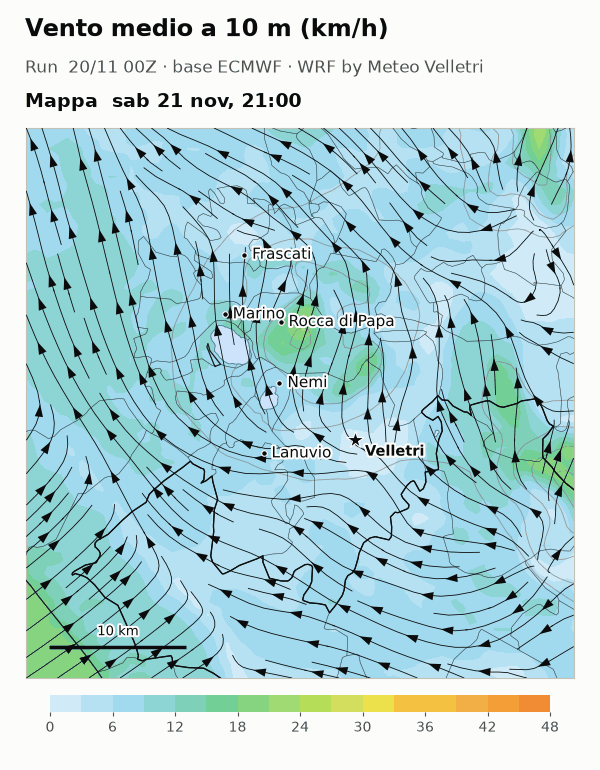 Vento medio a 10 m (km/h)
Run 20/11 00Z · base ECMWF · WRF by Meteo Velletri
Mappa sab 21 nov, 21:00
Frascati
Marino
Rocca di Papa
Nemi
Velletri
Lanuvio
10 km
0 6 12 18 24 30 36 42 48